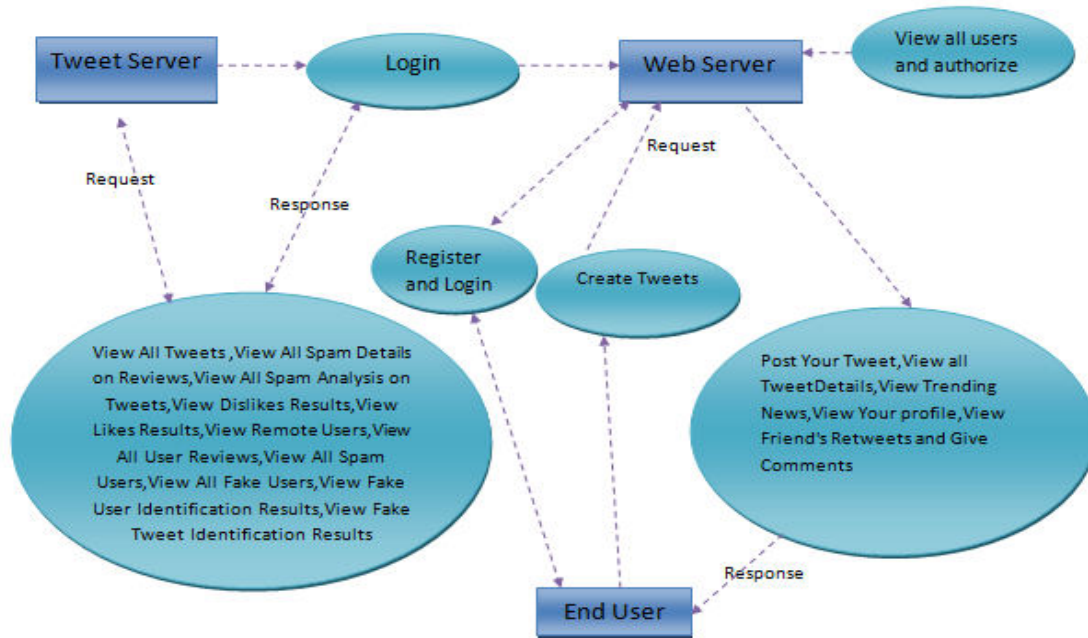 Tweet Server
Login
Web Server
View all users
and authorize
Request
Response
Request
Register
and Login
Create Tweets
View All Tweets ,View All Spam Details
on Reviews,View All Spam Analysis on
Tweets,View Dislikes Results,View
Likes Results,View Remote Users,View
All User Reviews,View All Spam
Users,View All Fake Users,View Fake
User Identification Results,View Fake
Tweet Identification Results
Post Your Tweet,View all
TweetDetails,View Trending
News,View Your profile,View
Friend's Retweets and Give
Comments
Response
End User